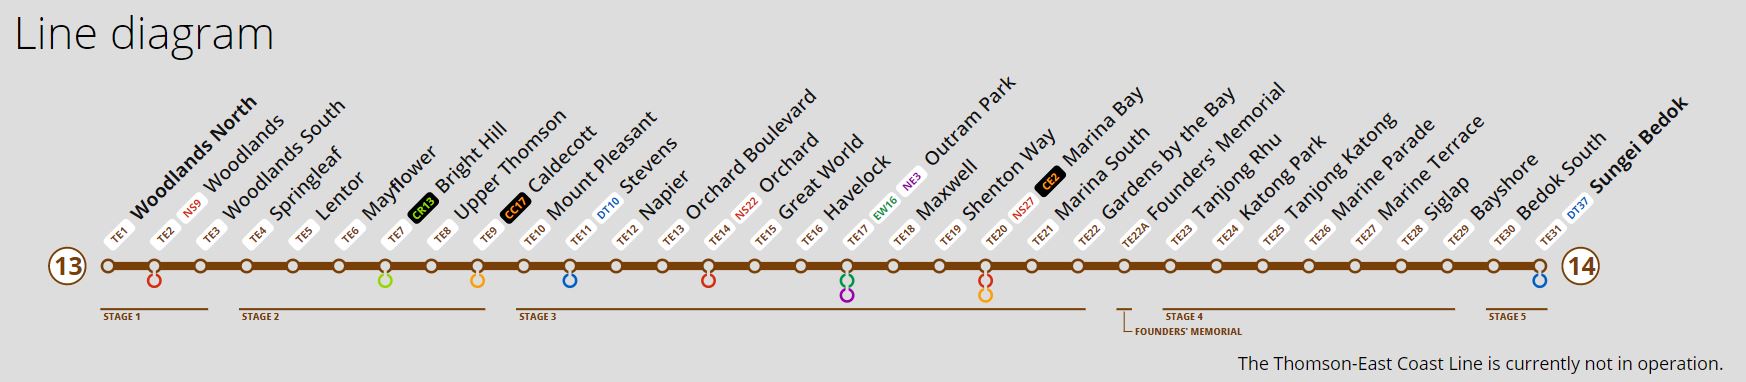 Line diagram
13
TE1 Woodlands North
TE2 NS9 Woodlands
TE3 Woodlands South
TE4 Springleaf
TE5 Lentor
TE6 Mayflower
TE7 CR13 Bright Hill
TE8 Upper Thomson
TE9 CC17 Caldecott
TE10 Mount Pleasant
TE11 DT10 Stevens
TE12 Napier
TE13 Orchard Boulevard
TE14 NS22 Orchard
TE15 Great World
TE16 Havelock
TE17 EW16 NE3 Outram Park
TE18 Maxwell
TE19 Shenton Way
TE20 NS27 CE2 Marina Bay
TE21 Marina South
TE22 Gardens by the Bay
TE22A Founders' Memorial
TE23 Tanjong Rhu
TE24 Katong Park
TE25 Tanjong Katong
TE26 Marine Parade
TE27 Marine Terrace
TE28 Siglap
TE29 Bayshore
TE30 Bedok South
TE31 DT37 Sungei Bedok
14
STAGE 1
STAGE 2
STAGE 3
STAGE 4
STAGE 5
FOUNDERS' MEMORIAL
The Thomson-East Coast Line is currently not in operation.